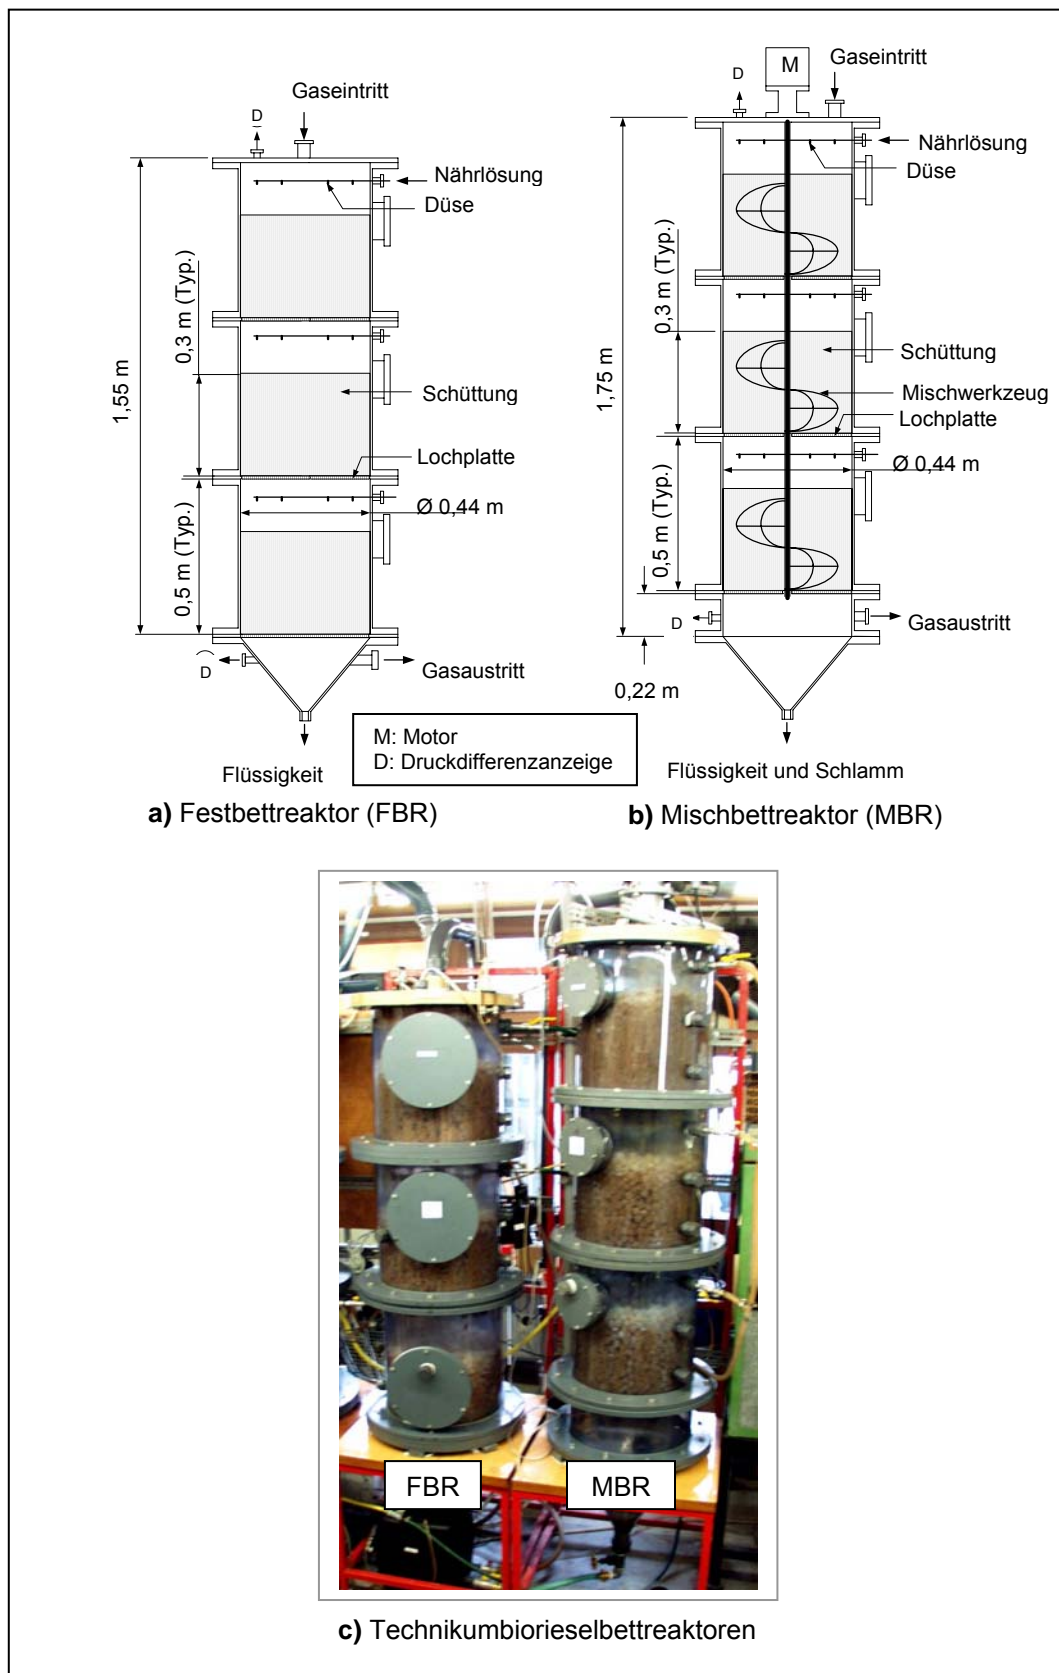 Gaseintritt
D
Nährlösung
Düse
0,3 m (Typ.)
1,55 m
Schüttung
Lochplatte
Ø 0,44 m
0,5 m (Typ.)
D
Gasaustritt
Flüssigkeit
a) Festbettreaktor (FBR)
M
D
Gaseintritt
Nährlösung
Düse
0,3 m (Typ.)
1,75 m
Schüttung
Mischwerkzeug
Lochplatte
Ø 0,44 m
0,5 m (Typ.)
D
Gasaustritt
0,22 m
M: Motor
D: Druckdifferenzanzeige
Flüssigkeit und Schlamm
b) Mischbettreaktor (MBR)
FBR
MBR
c) Technikumbiorieselbettreaktoren